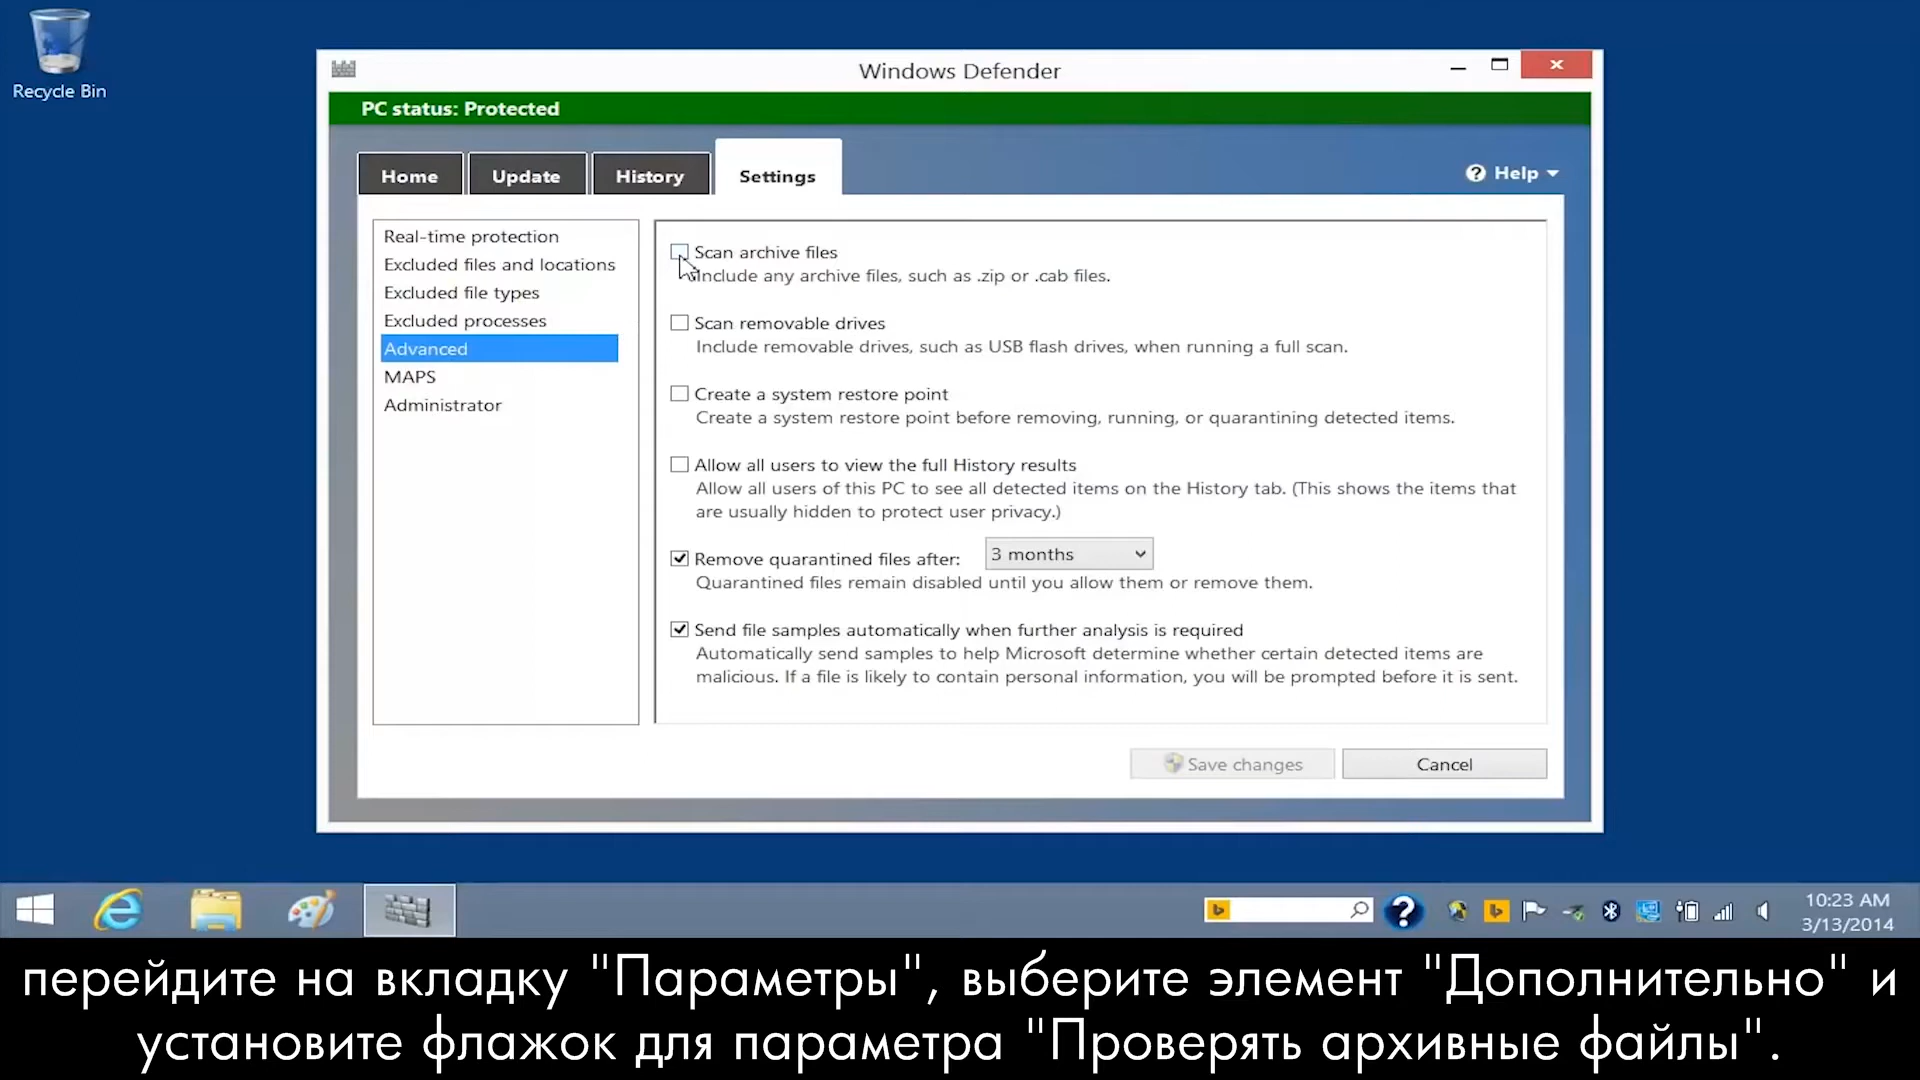 Recycle Bin
Windows Defender
PC status: Protected
Home
Update
History
Settings
? Help
Real-time protection
Excluded files and locations
Excluded file types
Excluded processes
Advanced
MAPS
Administrator
Scan archive files
Include any archive files, such as .zip or .cab files.
Scan removable drives
Include removable drives, such as USB flash drives, when running a full scan.
Create a system restore point
Create a system restore point before removing, running, or quarantining detected items.
Allow all users to view the full History results
Allow all users of this PC to see all detected items on the History tab. (This shows the items that
are usually hidden to protect user privacy.)
Remove quarantined files after: 3 months
Quarantined files remain disabled until you allow them or remove them.
Send file samples automatically when further analysis is required
Automatically send samples to help Microsoft determine whether certain detected items are
malicious. If a file is likely to contain personal information, you will be prompted before it is sent.
Save changes
Cancel
10:23 AM
3/13/2014
перейдите на вкладку "Параметры", выберите элемент "Дополнительно" и
установите флажок для параметра "Проверять архивные файлы".